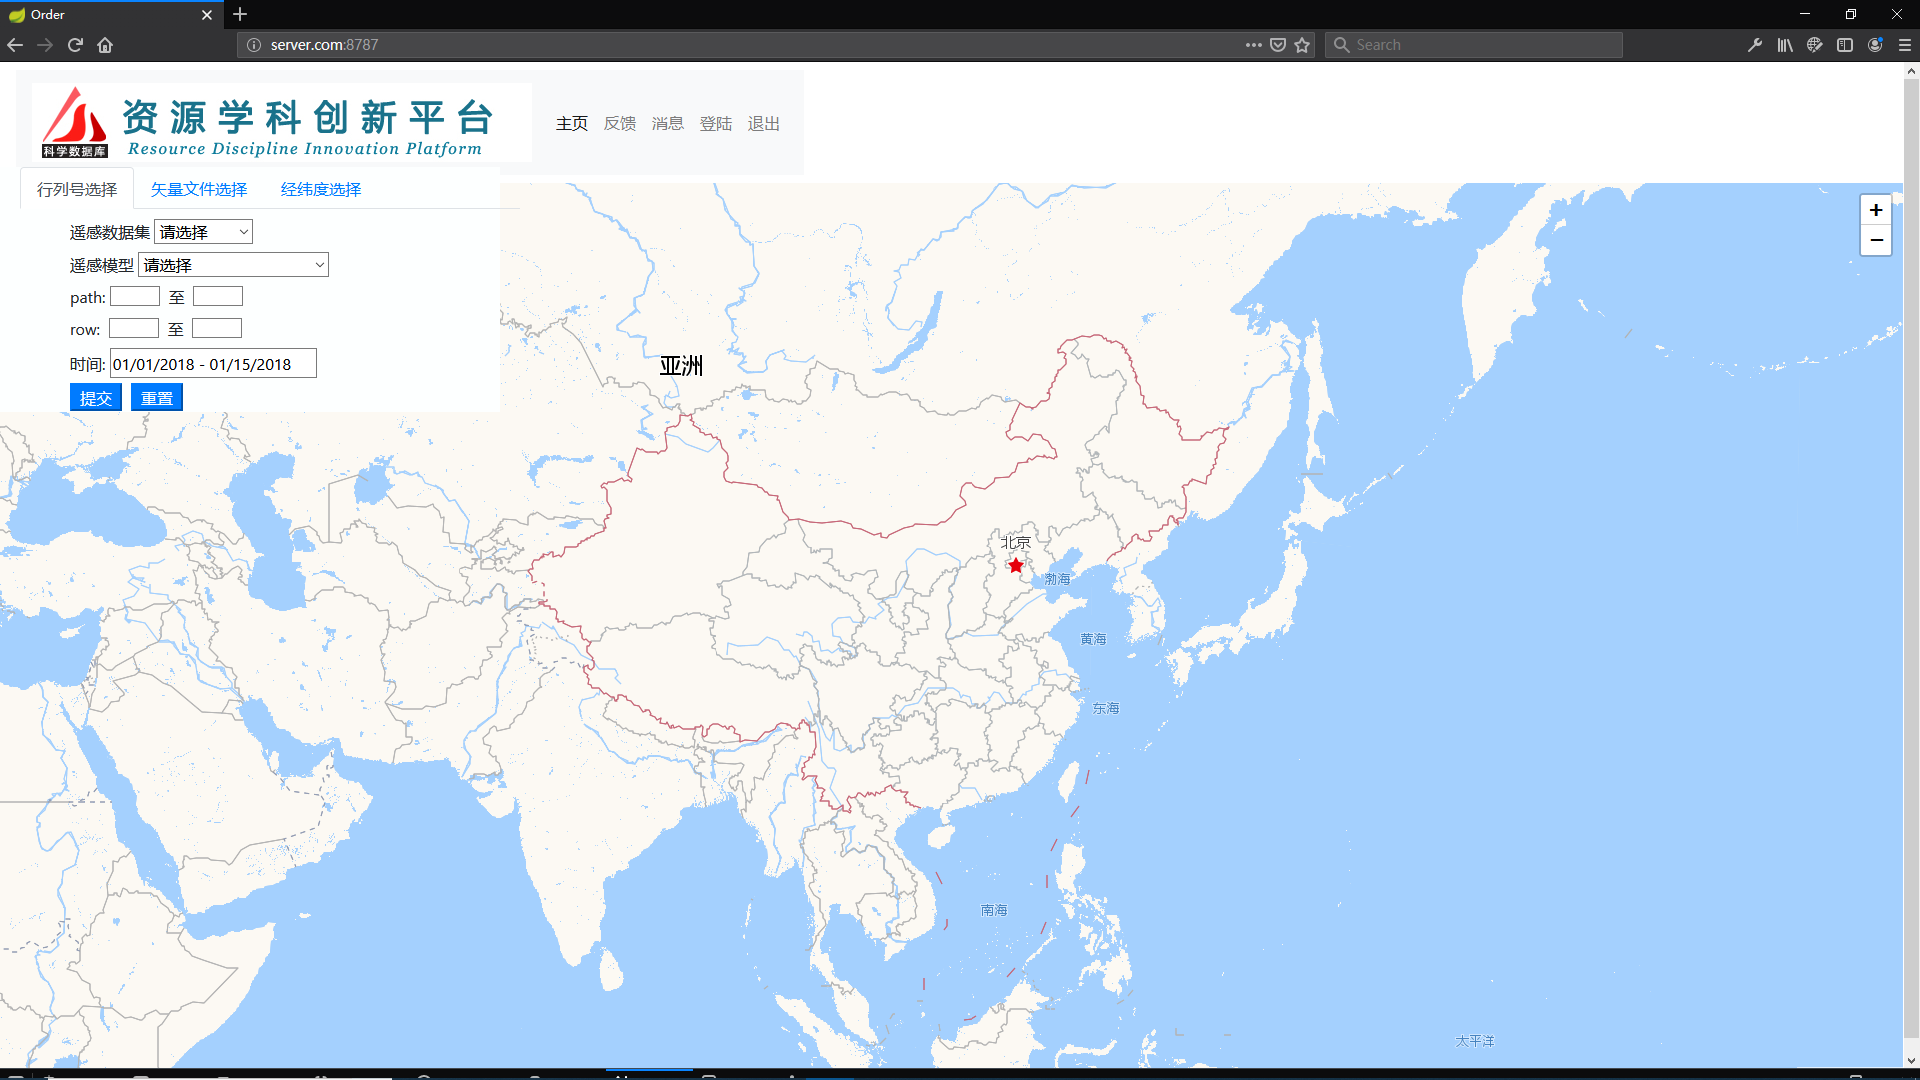 Order
server.com:8787
Search
资源学科创新平台
Resource Discipline Innovation Platform
科学数据库
主页 反馈 消息 登陆 退出
行列号选择 矢量文件选择 经纬度选择
遥感数据集 请选择
遥感模型 请选择
path: 至
row: 至
时间: 01/01/2018 - 01/15/2018
提交 重置
+
−
亚洲
北京
渤海
黄海
东海
南海
太平洋